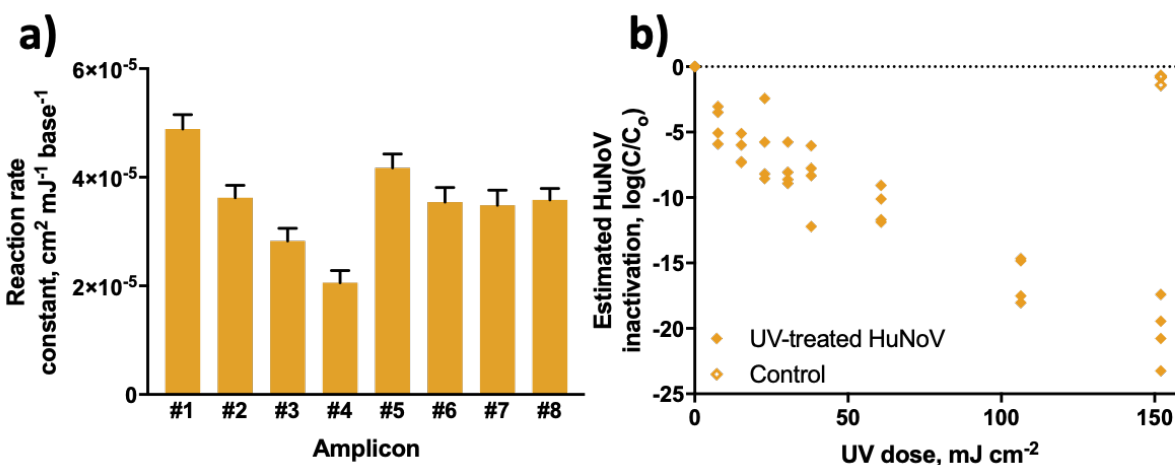 a)
Reaction rate
constant, cm² mJ⁻¹ base⁻¹
6×10⁻⁵
4×10⁻⁵
2×10⁻⁵
0
#1 #2 #3 #4 #5 #6 #7 #8
Amplicon
b)
Estimated HuNoV
inactivation, log(C/Cₒ)
0
-5
-10
-15
-20
-25
UV-treated HuNoV
Control
0 50 100 150
UV dose, mJ cm⁻²